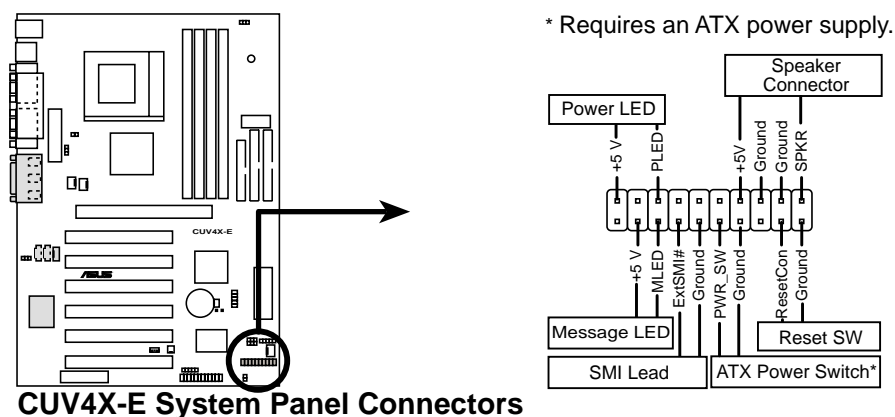 * Requires an ATX power supply.
Speaker
Connector
Power LED
+5 V
PLED
+5V
Ground
Ground
SPKR
CUV4X-E
ASUS
+5 V
MLED
ExtSMI#
Ground
PWR_SW
Ground
ResetCon
Ground
Message LED
Reset SW
SMI Lead
ATX Power Switch*
CUV4X-E System Panel Connectors